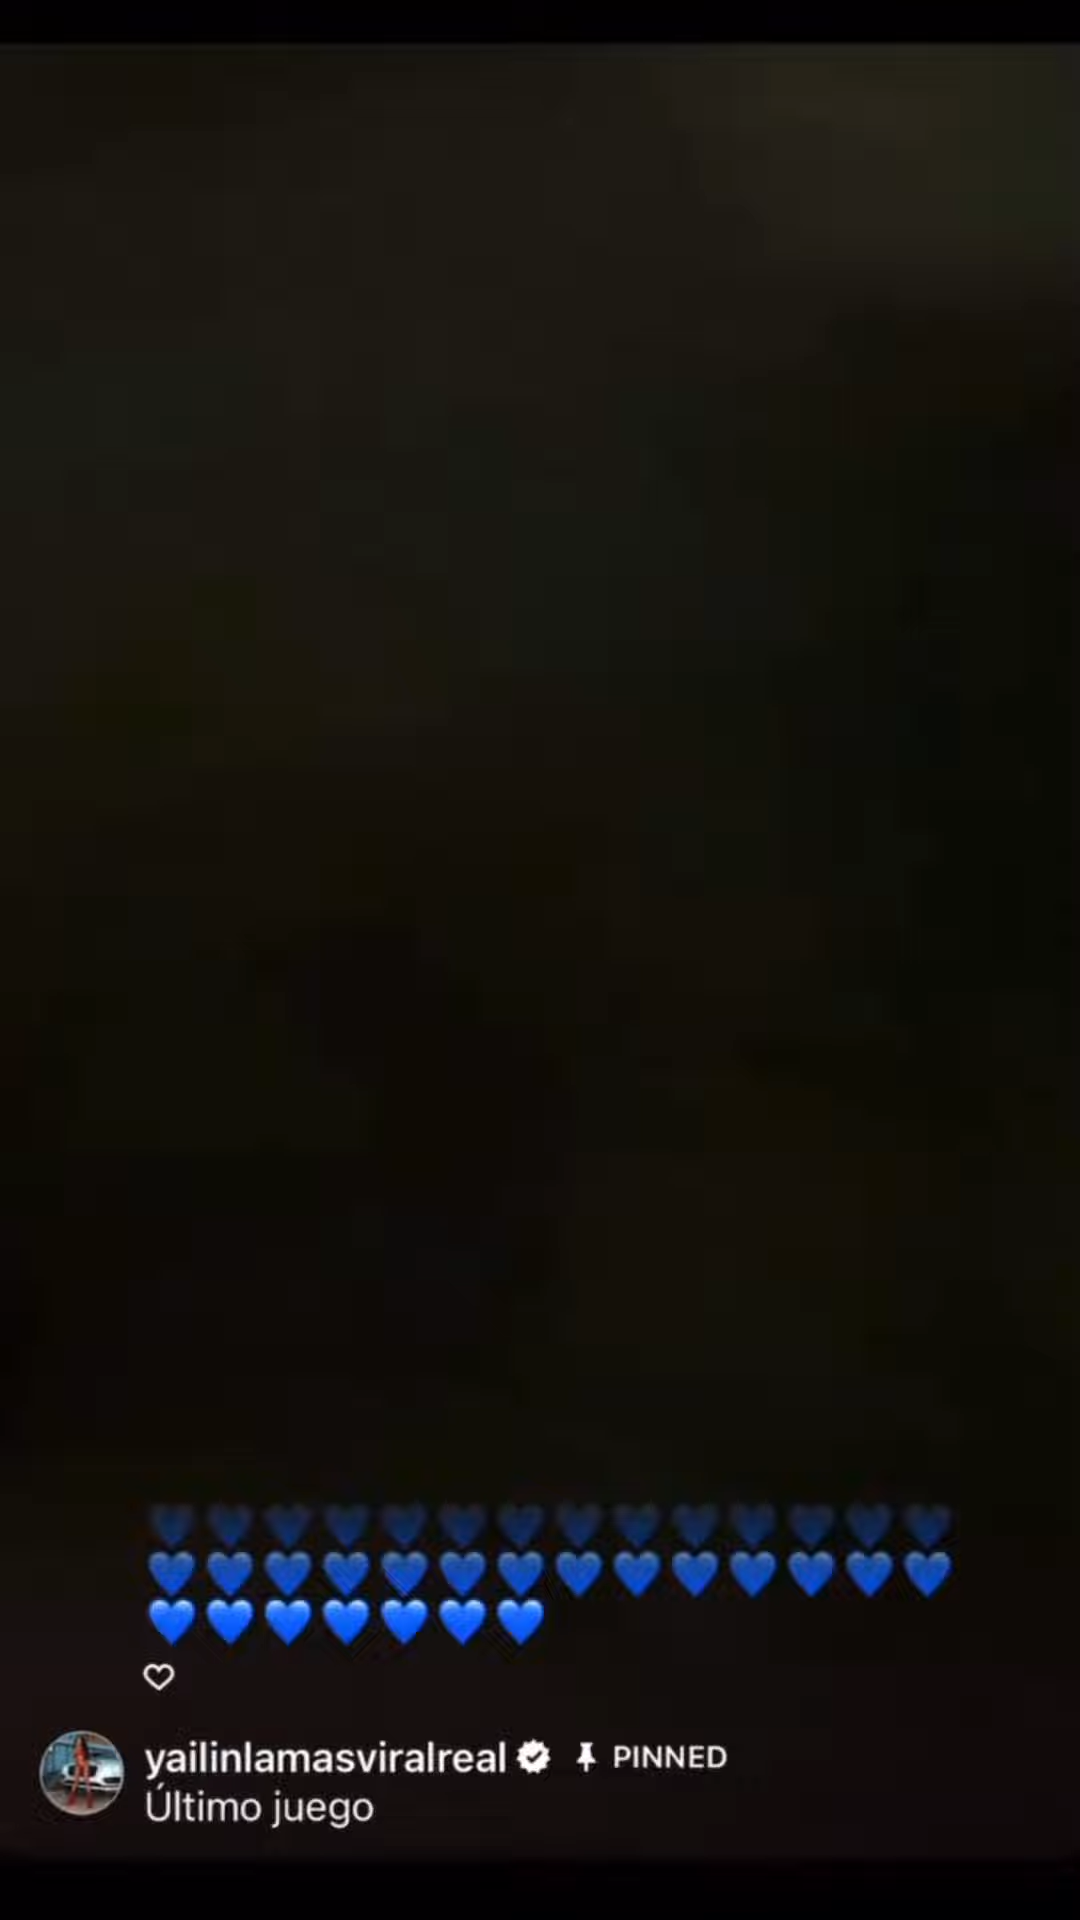 💙💙💙💙💙💙💙💙💙💙💙💙💙💙
💙💙💙💙💙💙💙💙💙💙💙💙💙💙
💙💙💙💙💙💙💙
yailinlamasviralreal PINNED
Último juego